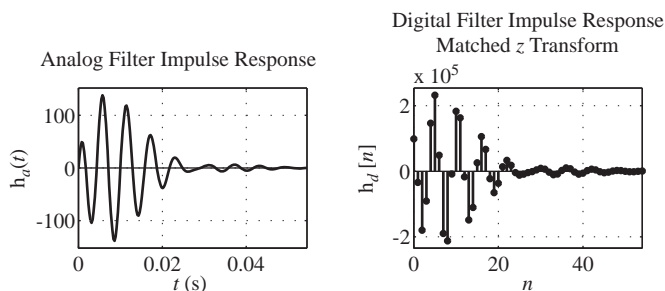 Analog Filter Impulse Response
100
0
-100
h_a(t)
0
0.02
0.04
t (s)
Digital Filter Impulse Response
Matched z Transform
x 10^5
2
0
-2
h_d [n]
0
20
40
n